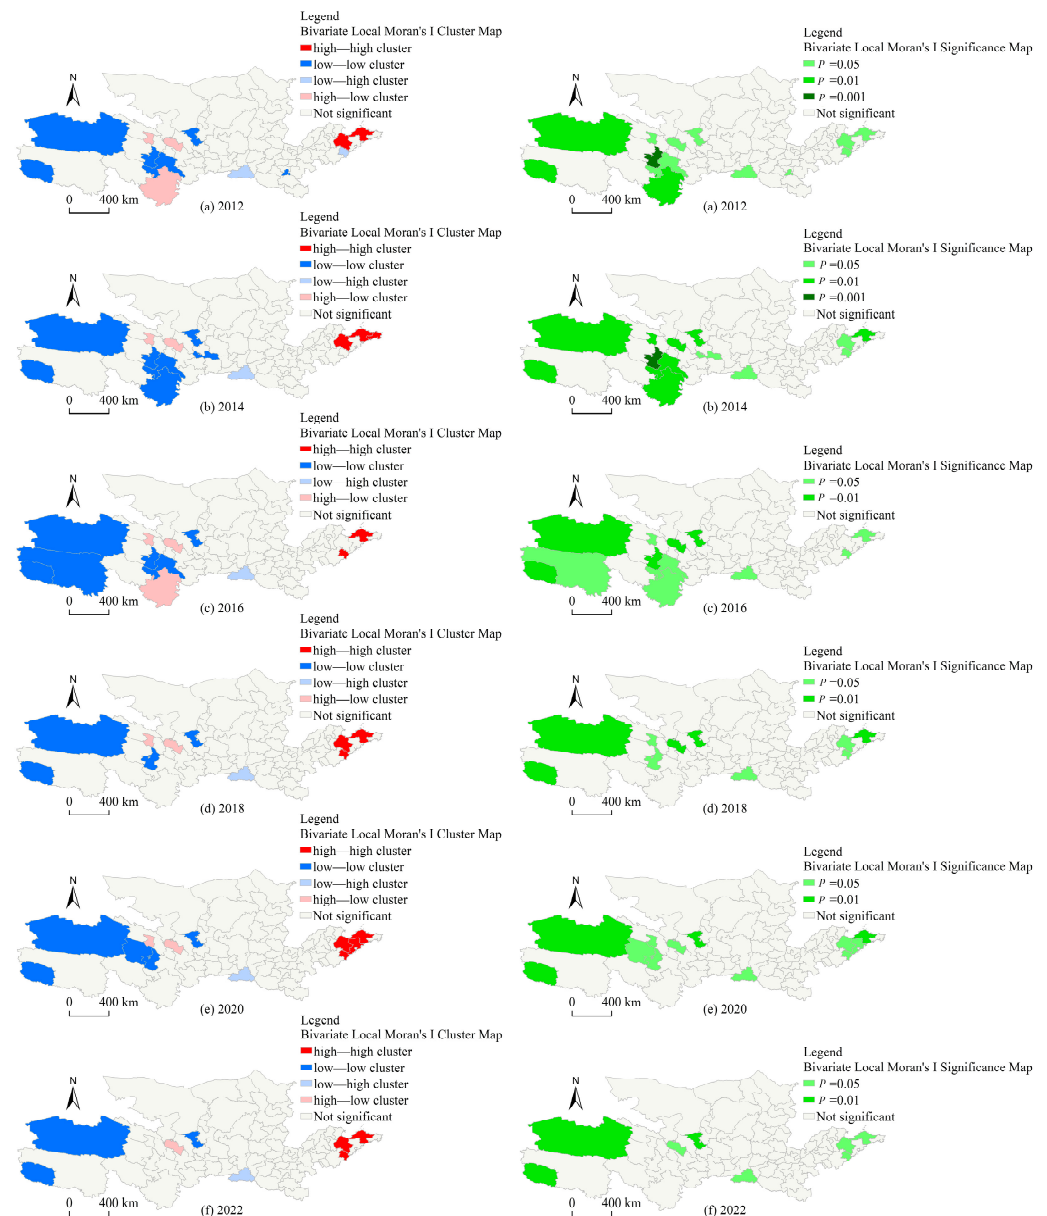 Legend
Bivariate Local Moran's I Cluster Map
high—high cluster
low—low cluster
low—high cluster
high—low cluster
Not significant
N
0 400 km
(a) 2012
Legend
Bivariate Local Moran's I Significance Map
P =0.05
P =0.01
P =0.001
Not significant
N
0 400 km
(a) 2012
Legend
Bivariate Local Moran's I Cluster Map
high—high cluster
low—low cluster
low—high cluster
high—low cluster
Not significant
N
0 400 km
(b) 2014
Legend
Bivariate Local Moran's I Significance Map
P =0.05
P =0.01
P =0.001
Not significant
N
0 400 km
(b) 2014
Legend
Bivariate Local Moran's I Cluster Map
high—high cluster
low—low cluster
low—high cluster
high—low cluster
Not significant
N
0 400 km
(c) 2016
Legend
Bivariate Local Moran's I Significance Map
P =0.05
P =0.01
Not significant
N
0 400 km
(c) 2016
Legend
Bivariate Local Moran's I Cluster Map
high—high cluster
low—low cluster
low—high cluster
high—low cluster
Not significant
N
0 400 km
(d) 2018
Legend
Bivariate Local Moran's I Significance Map
P =0.05
P =0.01
Not significant
N
0 400 km
(d) 2018
Legend
Bivariate Local Moran's I Cluster Map
high—high cluster
low—low cluster
low—high cluster
high—low cluster
Not significant
N
0 400 km
(e) 2020
Legend
Bivariate Local Moran's I Significance Map
P =0.05
P =0.01
Not significant
N
0 400 km
(e) 2020
Legend
Bivariate Local Moran's I Cluster Map
high—high cluster
low—low cluster
low—high cluster
high—low cluster
Not significant
N
0 400 km
(f) 2022
Legend
Bivariate Local Moran's I Significance Map
P =0.05
P =0.01
Not significant
N
0 400 km
(f) 2022